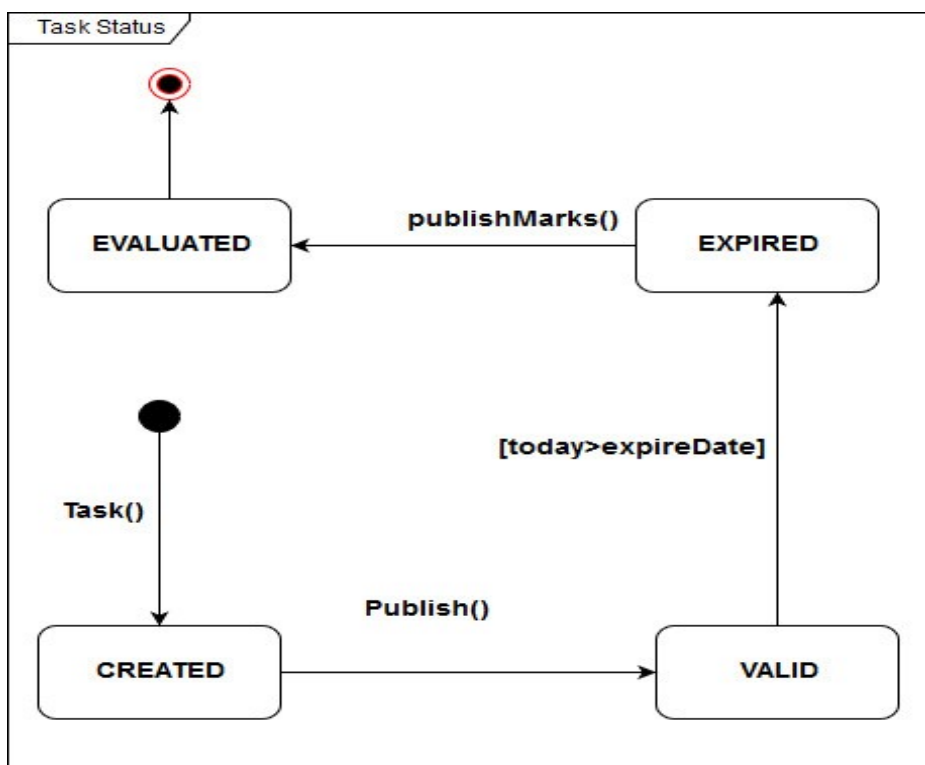 Task Status
publishMarks()
EVALUATED
EXPIRED
[today>expireDate]
Task()
Publish()
CREATED
VALID